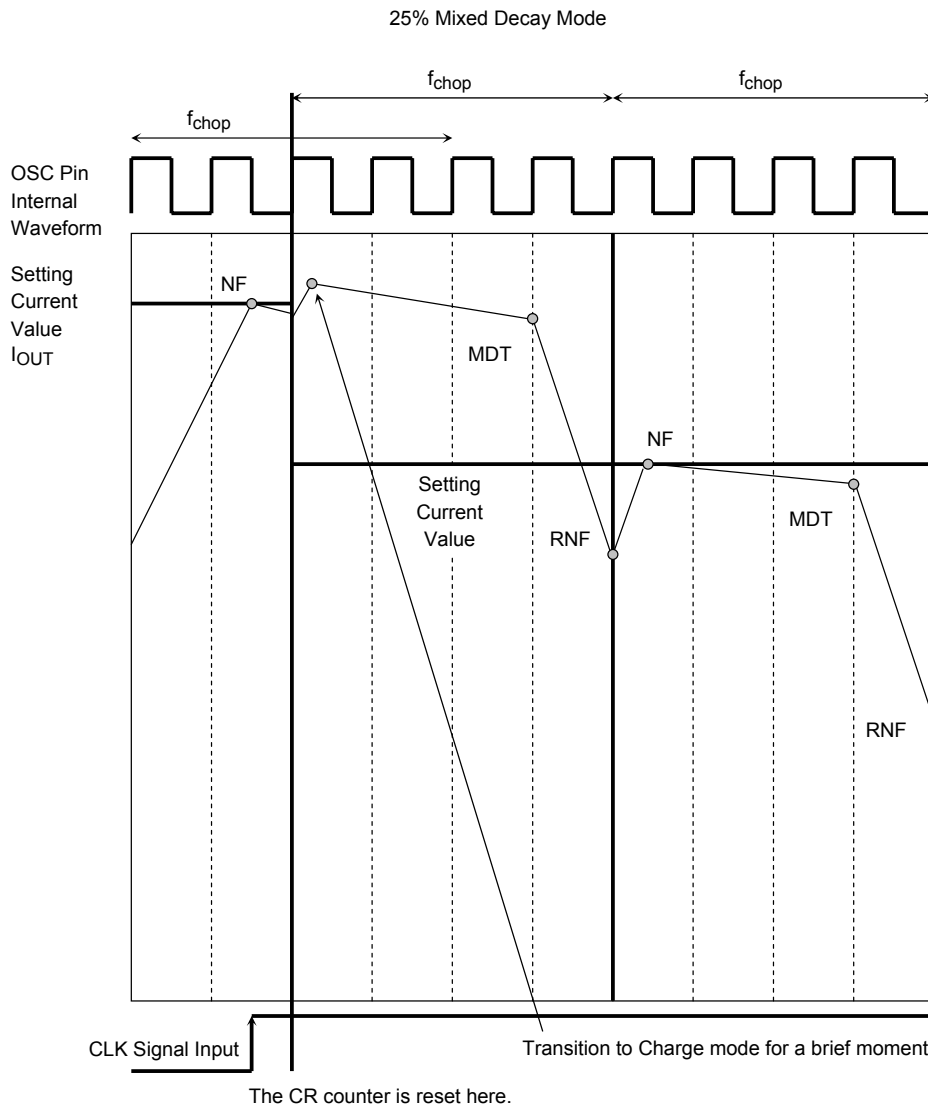 25% Mixed Decay Mode
fchop
fchop
fchop
OSC Pin
Internal
Waveform
Setting
Current
Value
IOUT
NF
MDT
NF
Setting
Current
Value
RNF
MDT
RNF
CLK Signal Input
Transition to Charge mode for a brief moment
The CR counter is reset here.